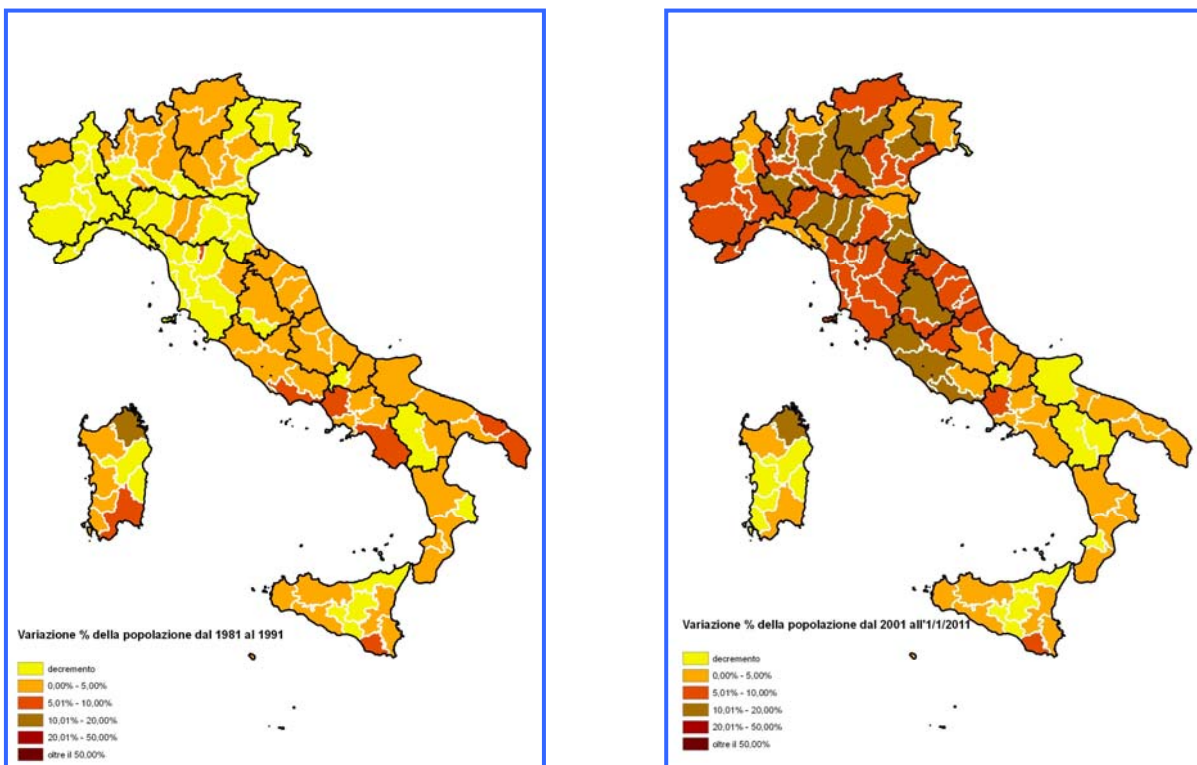 Variazione % della popolazione dal 1981 al 1991
decremento
0,00% - 5,00%
5,01% - 10,00%
10,01% - 20,00%
20,01% - 50,00%
oltre il 50,00%
Variazione % della popolazione dal 2001 all'1/1/2011
decremento
0,00% - 5,00%
5,01% - 10,00%
10,01% - 20,00%
20,01% - 50,00%
oltre il 50,00%